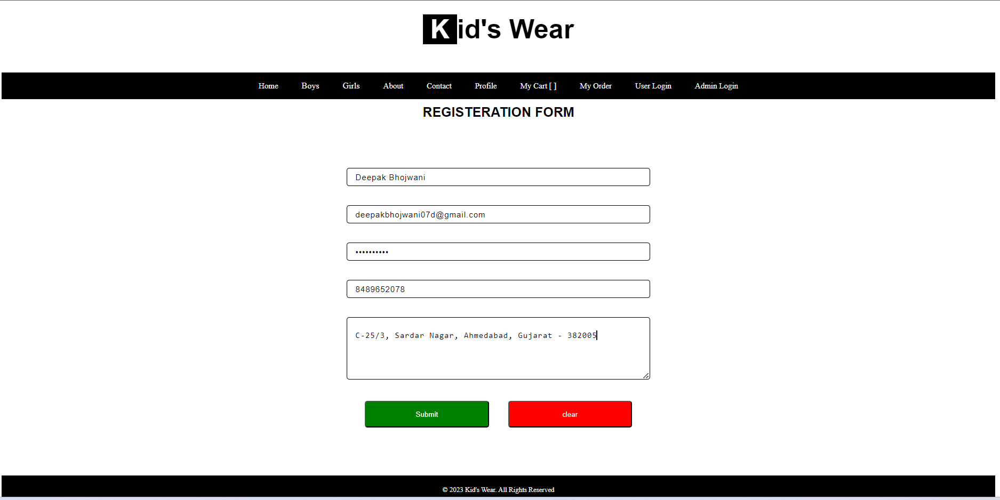 Kid's Wear
Home Boys Girls About Contact Profile My Cart [ ] My Order User Login Admin Login
REGISTERATION FORM
Deepak Bhojwani
deepakbhojwani07d@gmail.com
••••••••••
8489652078
C-25/3, Sardar Nagar, Ahmedabad, Gujarat - 382005
Submit clear
© 2023 Kid's Wear. All Rights Reserved